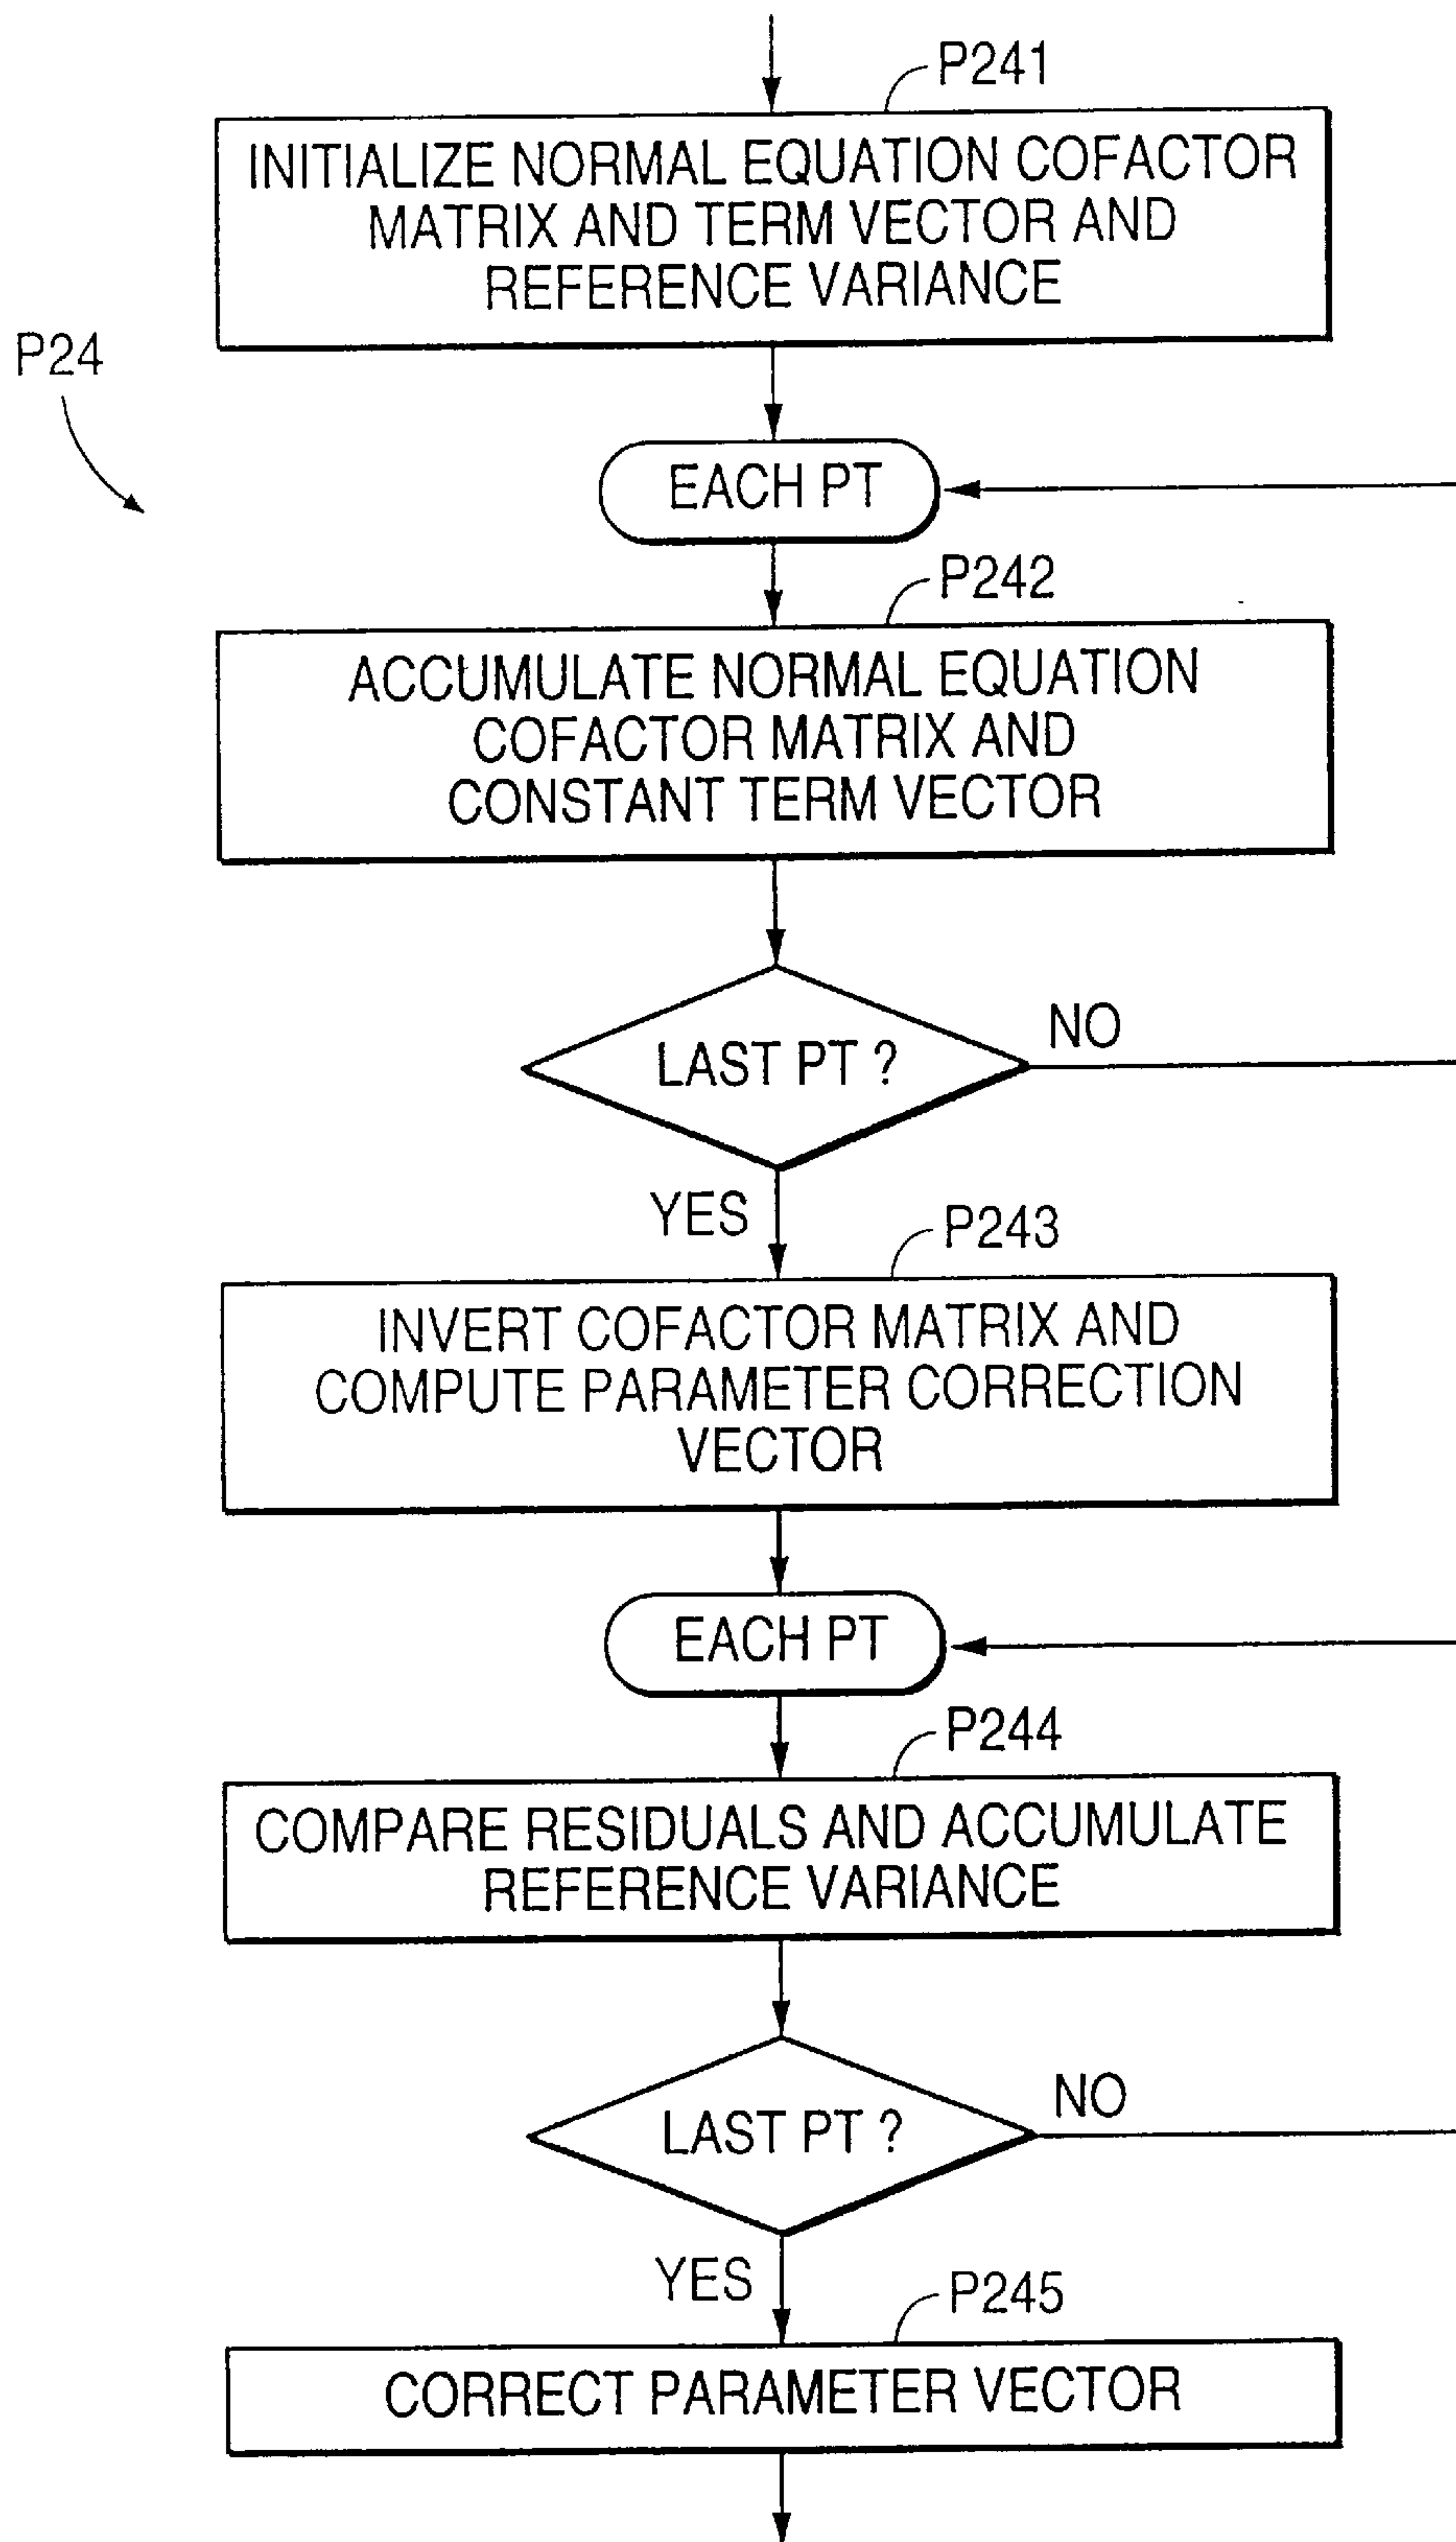 P241
INITIALIZE NORMAL EQUATION COFACTOR
MATRIX AND TERM VECTOR AND
REFERENCE VARIANCE
P24
EACH PT
P242
ACCUMULATE NORMAL EQUATION
COFACTOR MATRIX AND
CONSTANT TERM VECTOR
LAST PT ?
NO
YES
P243
INVERT COFACTOR MATRIX AND
COMPUTE PARAMETER CORRECTION
VECTOR
EACH PT
P244
COMPARE RESIDUALS AND ACCUMULATE
REFERENCE VARIANCE
LAST PT ?
NO
YES
P245
CORRECT PARAMETER VECTOR